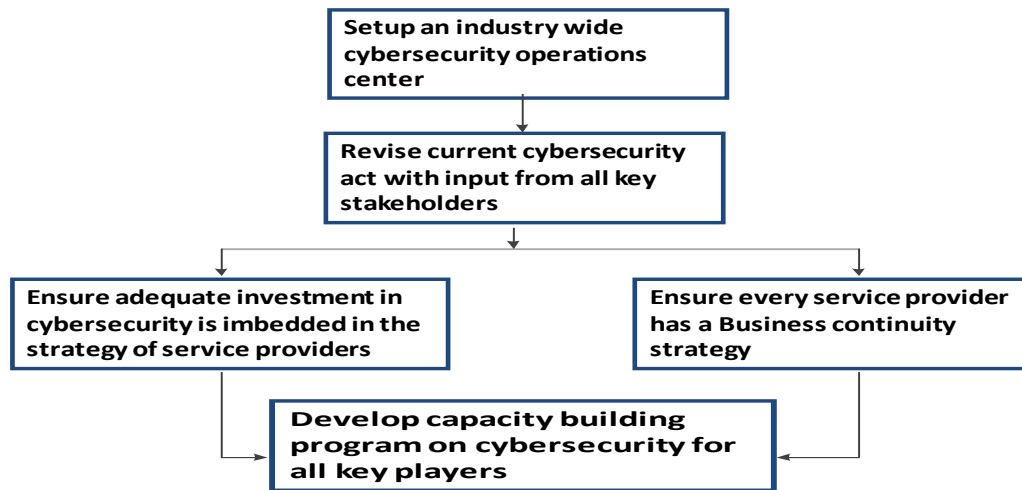 Setup an industry wide
cybersecurity operations
center
Revise current cybersecurity
act with input from all key
stakeholders
Ensure adequate investment in
cybersecurity is imbedded in the
strategy of service providers
Ensure every service provider
has a Business continuity
strategy
Develop capacity building
program on cybersecurity for
all key players